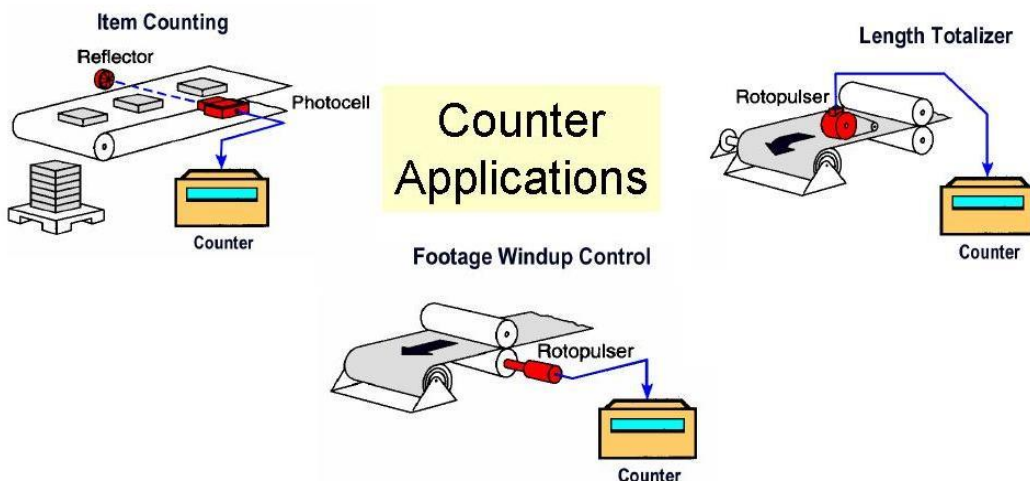 Item Counting
Reflector
Photocell
Counter
Counter
Applications
Length Totalizer
Rotopulser
Counter
Footage Windup Control
Rotopulser
Counter